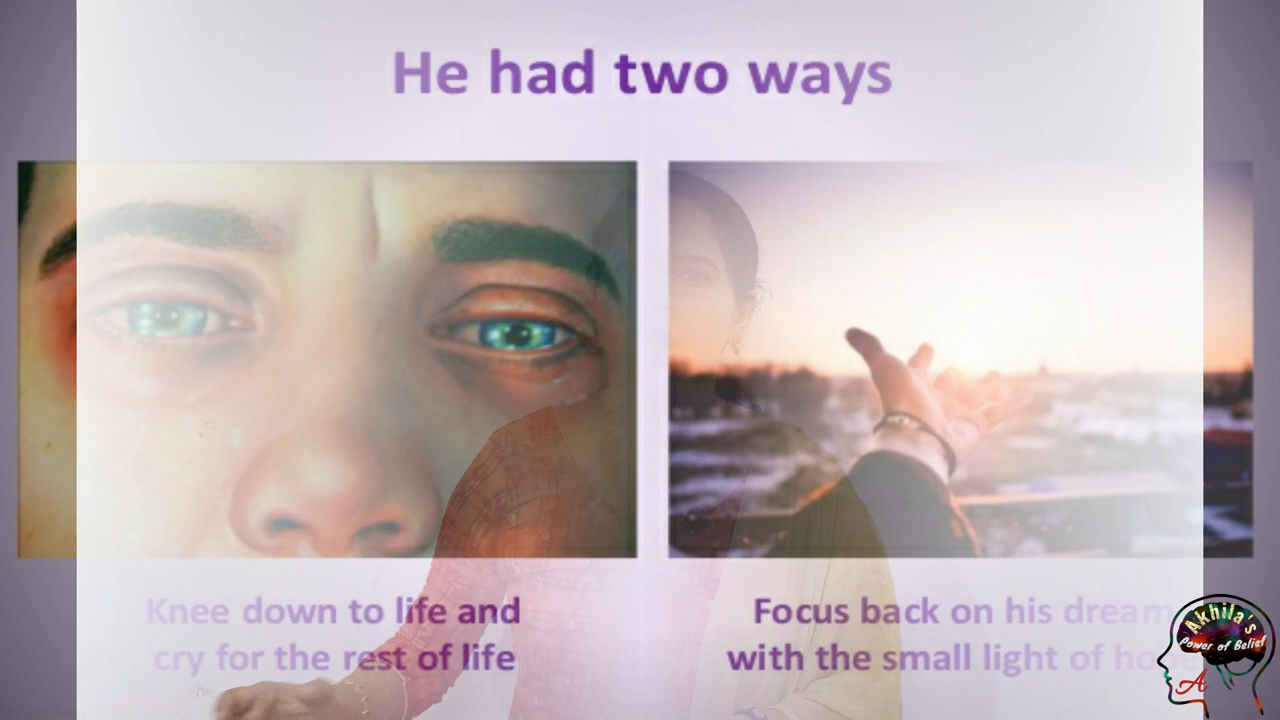 He had two ways
Knee down to life and
cry for the rest of life
Focus back on his dream
with the small light of
Akhila's
Power of Belief
A